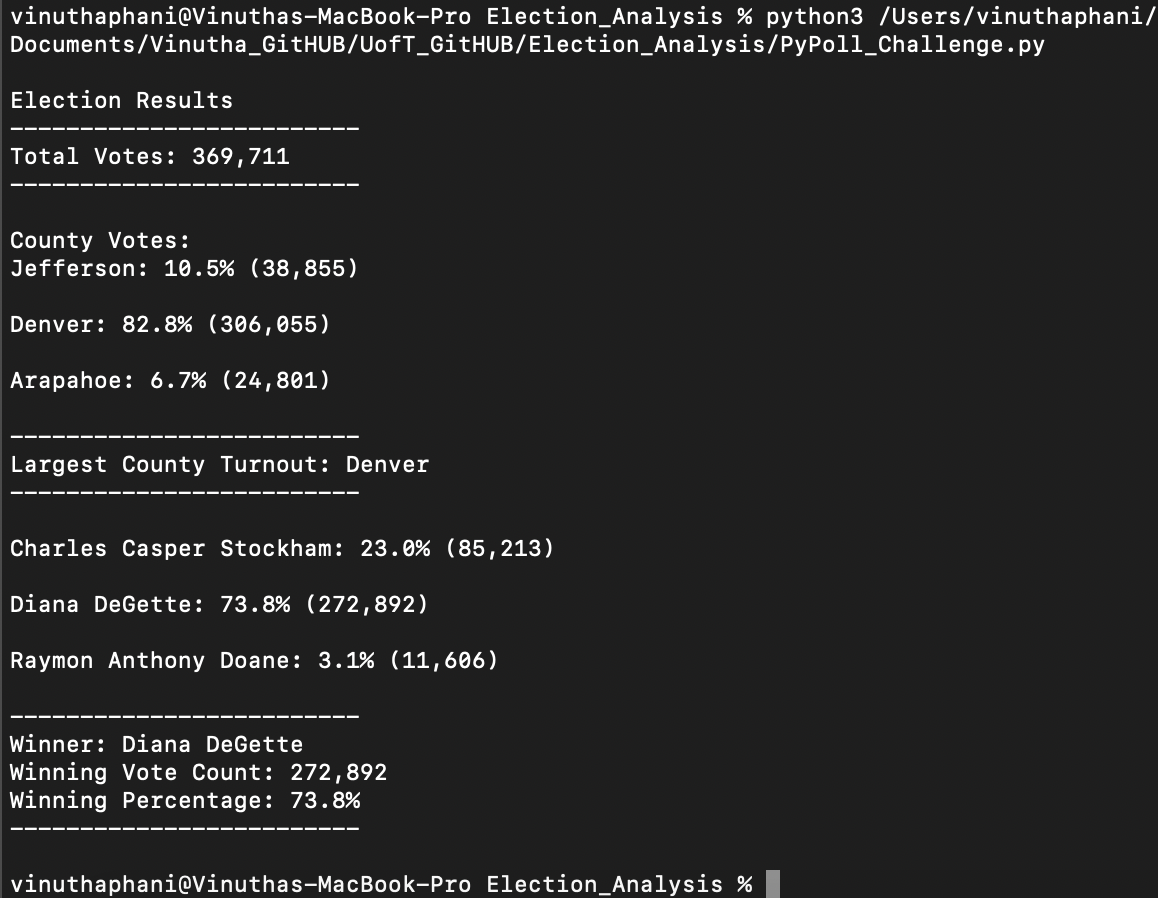 vinuthaphani@Vinuthas-MacBook-Pro Election_Analysis % python3 /Users/vinuthaphani/
Documents/Vinutha_GitHUB/UofT_GitHUB/Election_Analysis/PyPoll_Challenge.py
Election Results
-------------------------
Total Votes: 369,711
-------------------------
County Votes:
Jefferson: 10.5% (38,855)
Denver: 82.8% (306,055)
Arapahoe: 6.7% (24,801)
-------------------------
Largest County Turnout: Denver
-------------------------
Charles Casper Stockham: 23.0% (85,213)
Diana DeGette: 73.8% (272,892)
Raymon Anthony Doane: 3.1% (11,606)
-------------------------
Winner: Diana DeGette
Winning Vote Count: 272,892
Winning Percentage: 73.8%
-------------------------
vinuthaphani@Vinuthas-MacBook-Pro Election_Analysis %